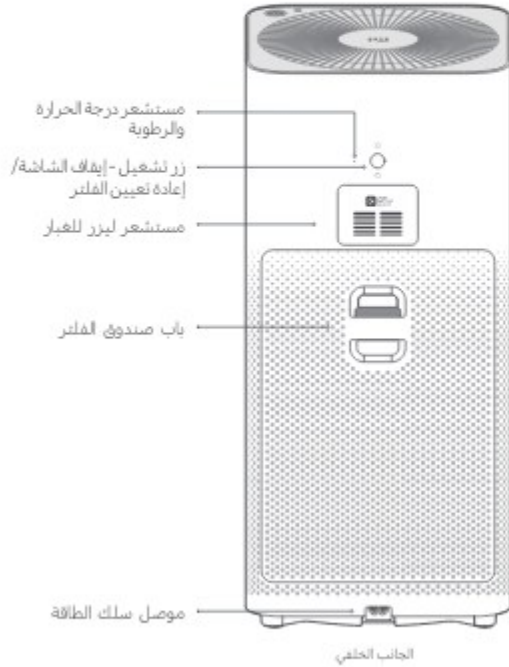 مستشعر درجة الحرارة
والرطوبة
زر تشغيل - إيقاف الشاشة/
إعادة تعيين الفلتر
مستشعر ليزر للغبار
باب صندوق الفلتر
موصل سلك الطاقة
الجانب الخلفي